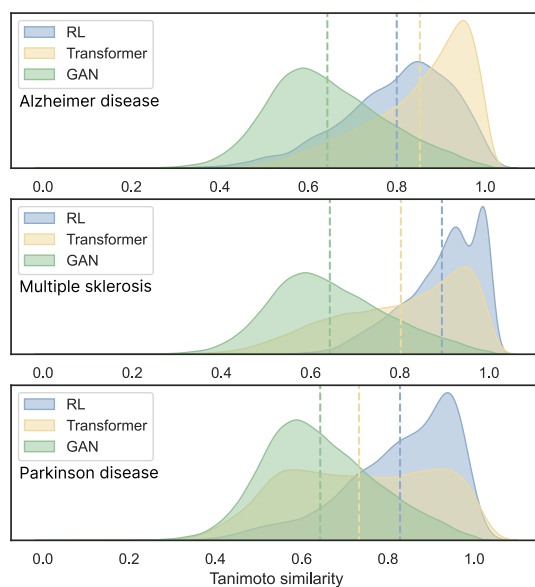 RL
Transformer
GAN
Alzheimer disease
0.0 0.2 0.4 0.6 0.8 1.0
RL
Transformer
GAN
Multiple sklerosis
0.0 0.2 0.4 0.6 0.8 1.0
RL
Transformer
GAN
Parkinson disease
0.0 0.2 0.4 0.6 0.8 1.0
Tanimoto similarity